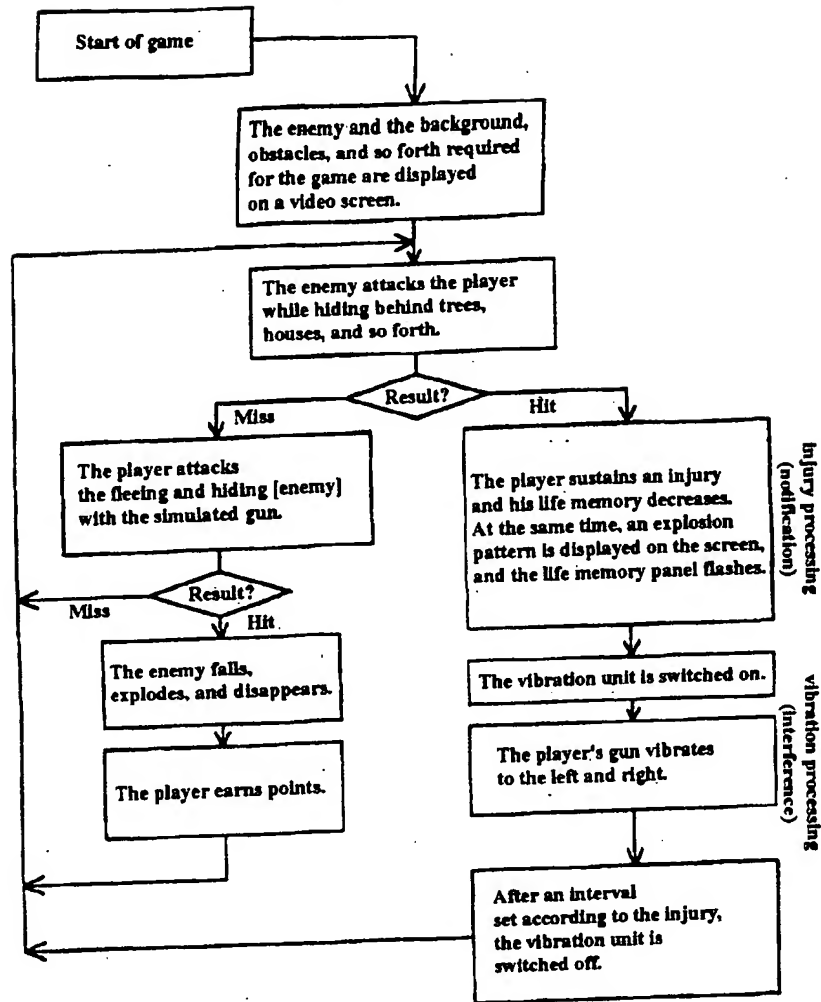 Start of game
The enemy and the background,
obstacles, and so forth required
for the game are displayed
on a video screen.
The enemy attacks the player
while hiding behind trees,
houses, and so forth.
Result?
Miss
Hit
The player attacks
the fleeing and hiding [enemy]
with the simulated gun.
Result?
Miss
Hit
The enemy falls,
explodes, and disappears.
The player earns points.
The player sustains an injury
and his life memory decreases.
At the same time, an explosion
pattern is displayed on the screen,
and the life memory panel flashes.
injury processing
(notification)
The vibration unit is switched on.
The player's gun vibrates
to the left and right.
vibration processing
(interference)
After an interval
set according to the injury,
the vibration unit is
switched off.